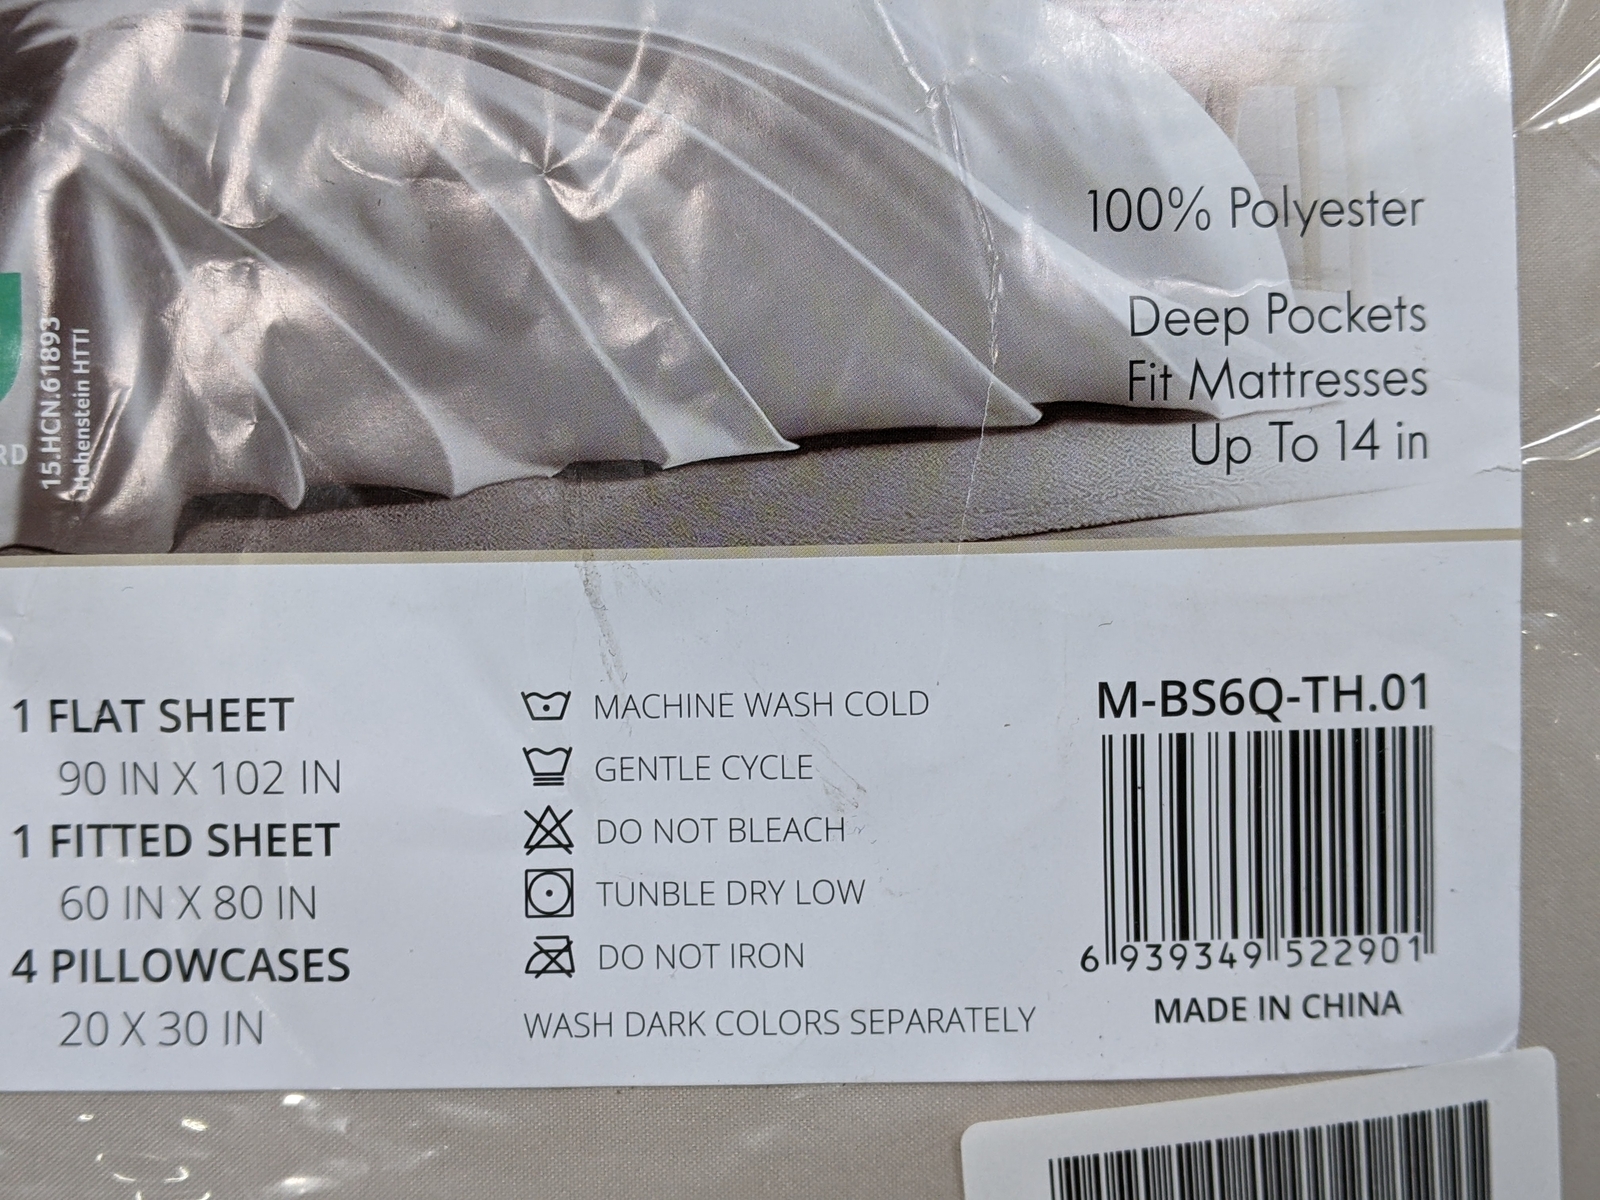 100% Polyester
Deep Pockets
Fit Mattresses
Up To 14 in
RD
15.HCN.61893
Hohenstein HTTI
1 FLAT SHEET
90 IN X 102 IN
1 FITTED SHEET
60 IN X 80 IN
4 PILLOWCASES
20 X 30 IN
MACHINE WASH COLD
GENTLE CYCLE
DO NOT BLEACH
TUNBLE DRY LOW
DO NOT IRON
WASH DARK COLORS SEPARATELY
M-BS6Q-TH.01
6 939349 522901
MADE IN CHINA